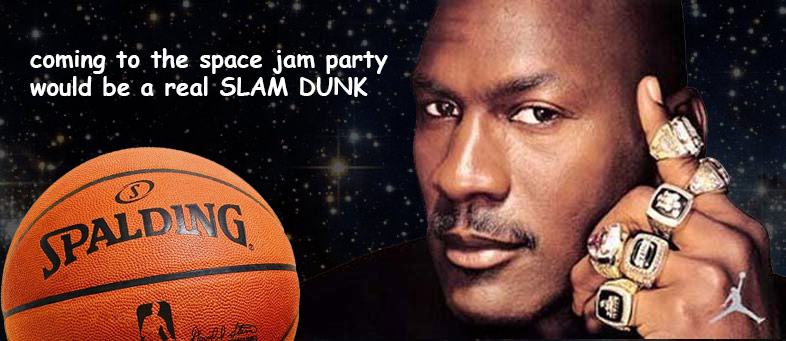 coming to the space jam party
would be a real SLAM DUNK
S
SPALDING